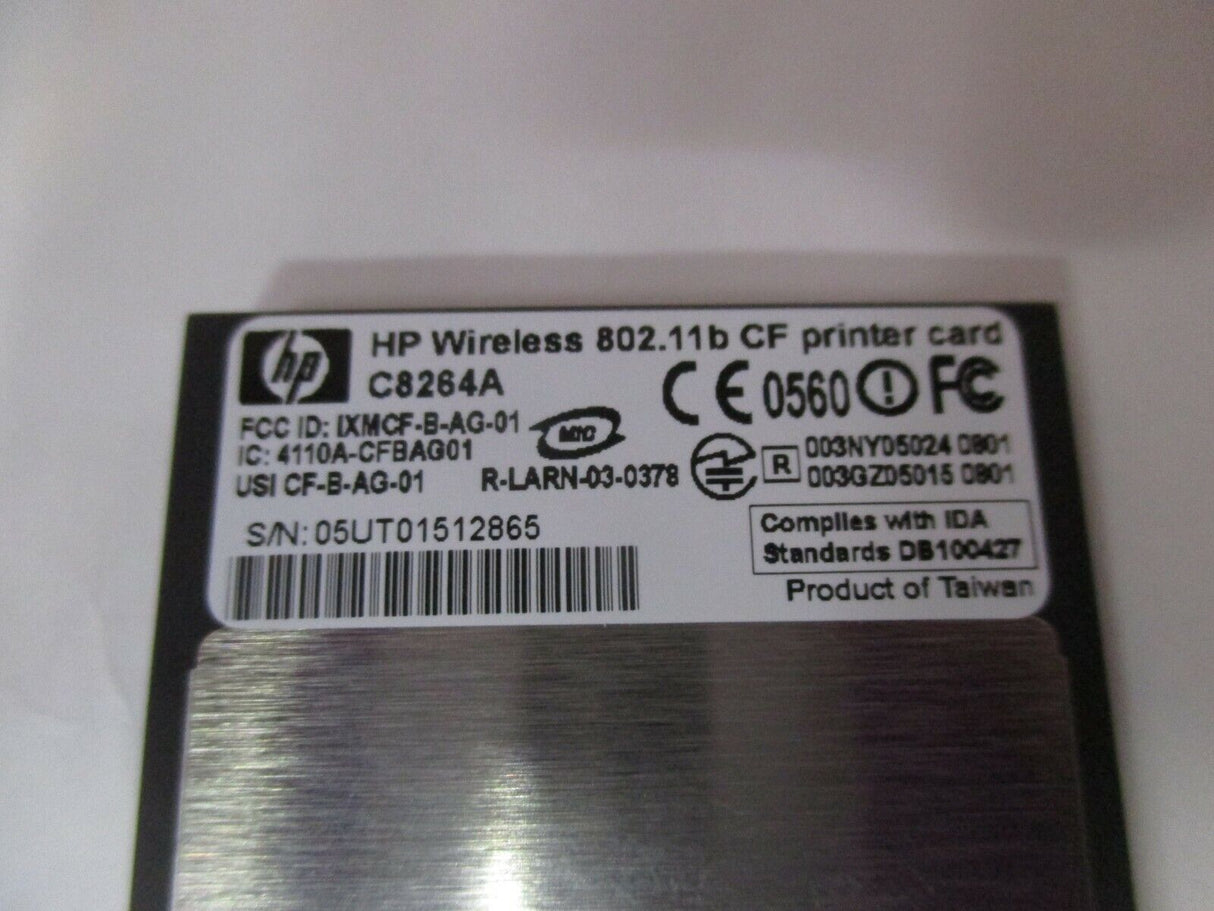 hp
HP Wireless 802.11b CF printer card
C8264A
CE 0560 FC
FCC ID: IXMCF-B-AG-01
MIC
IC: 4110A-CFBAG01
USI CF-B-AG-01
R-LARN-03-0378
R
003NY05024 0801
003GZ05015 0801
S/N: 05UT01512865
Complies with IDA
Standards DB100427
Product of Taiwan